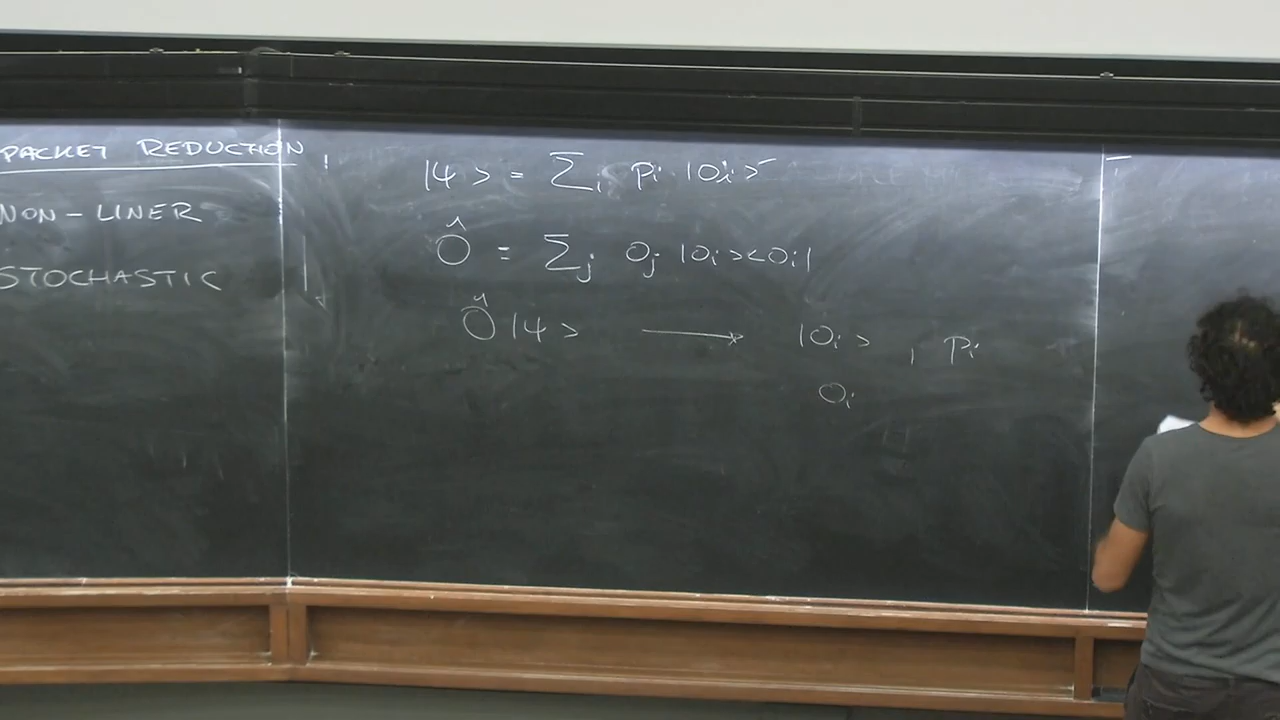 PACKET REDUCTION
NON-LINER
STOCHASTIC
|ψ> = Σi pi |Oi>
Ô = Σj Oj |Oi><Oi|
Ô|ψ> → |Oi> , pi
Oi